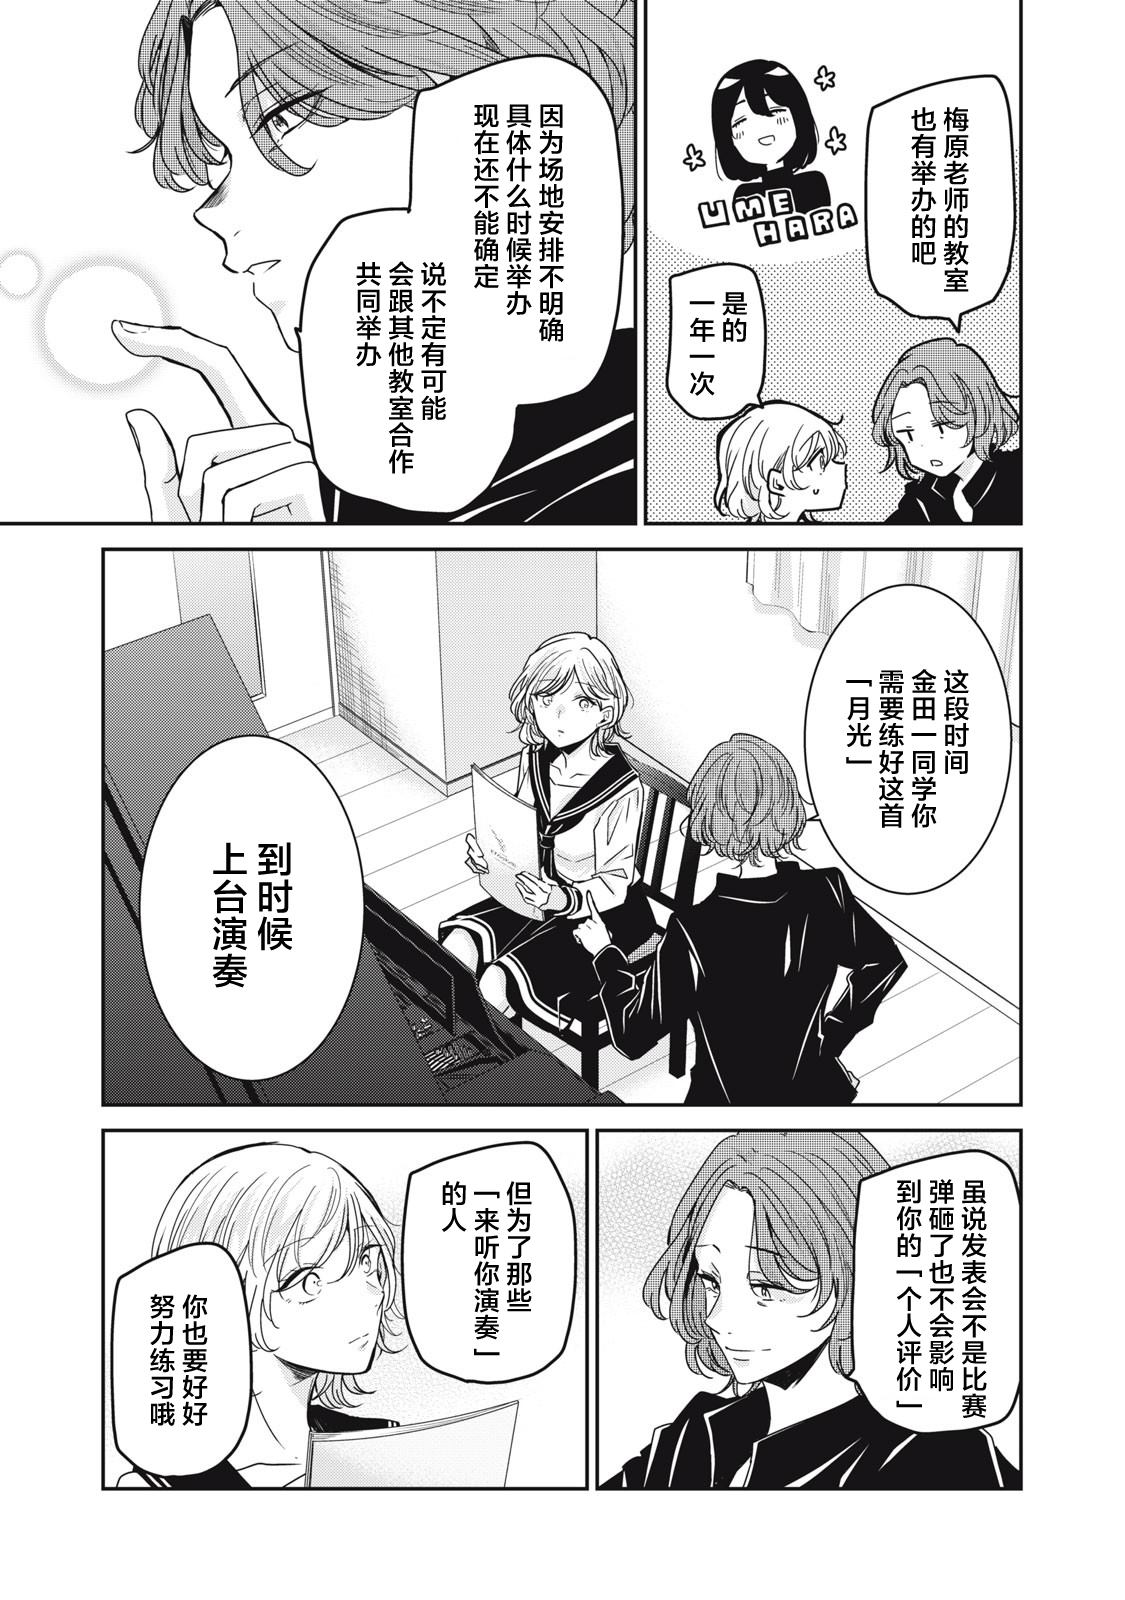 梅原老师的教室
也有举办的吧
UME
HARA
是的
一年一次
因为场地安排不明确
具体什么时候举办
现在还不能确定
说不定有可能
会跟其他教室合作
共同举办
这段时间
金田一同学你
需要练好这首
「月光」
到时候
上台演奏
虽说发表会不是比赛
弹砸了也不会影响
到你的「个人评价」
但为了那些
「来听你演奏」
的人
你也要好好
努力练习哦